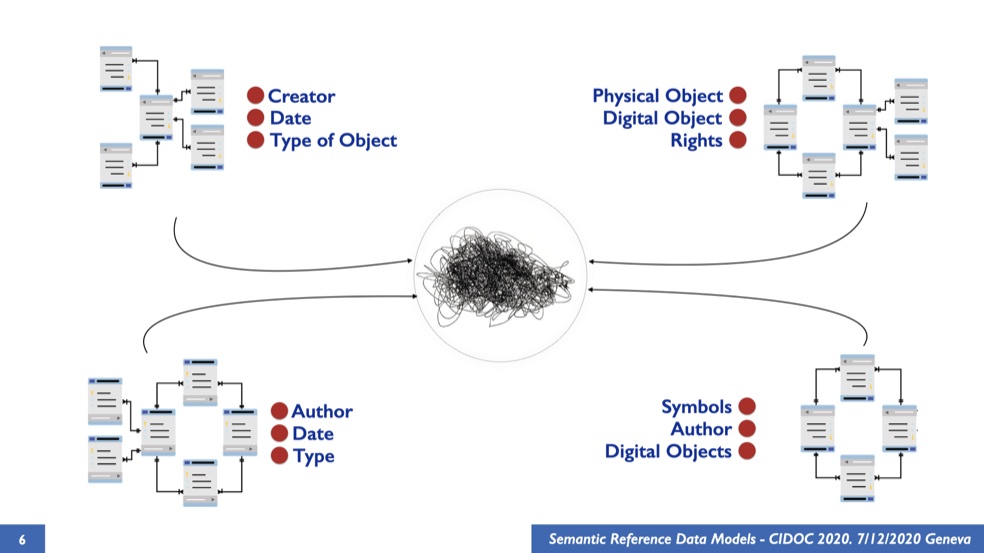 Creator
Date
Type of Object
Physical Object
Digital Object
Rights
Author
Date
Type
Symbols
Author
Digital Objects
6
Semantic Reference Data Models - CIDOC 2020. 7/12/2020 Geneva